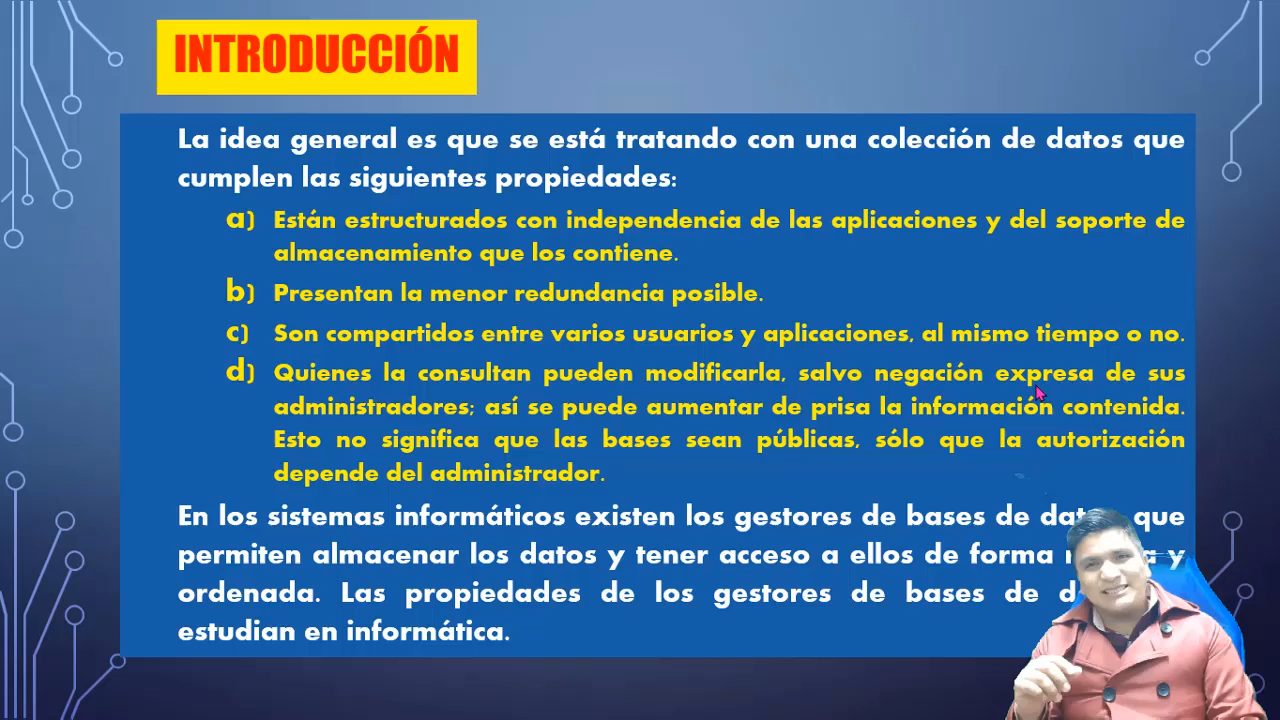 INTRODUCCIÓN
La idea general es que se está tratando con una colección de datos que
cumplen las siguientes propiedades:
a) Están estructurados con independencia de las aplicaciones y del soporte de
almacenamiento que los contiene.
b) Presentan la menor redundancia posible.
c) Son compartidos entre varios usuarios y aplicaciones, al mismo tiempo o no.
d) Quienes la consultan pueden modificarla, salvo negación expresa de sus
administradores; así se puede aumentar de prisa la información contenida.
Esto no significa que las bases sean públicas, sólo que la autorización
depende del administrador.
En los sistemas informáticos existen los gestores de bases de que
permiten almacenar los datos y tener acceso a ellos de forma y
ordenada. Las propiedades de los gestores de bases de
estudian en informática.